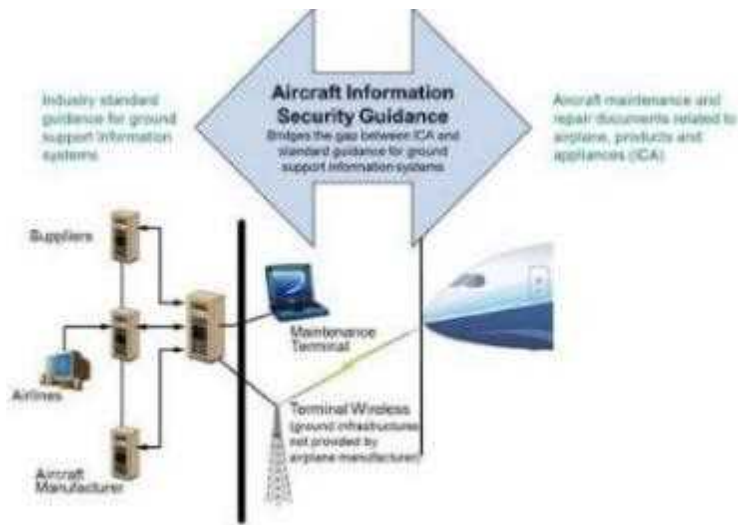 Aircraft Information
Security Guidance
Bridges the gap between ICA and
standard guidance for ground
support information systems
Industry standard
guidance for ground
support information
systems
Aircraft maintenance and
repair documents related to
airplane, products and
appliances (ICA)
Suppliers
Airlines
Aircraft
Manufacturer
Maintenance
Terminal
Terminal Wireless
(ground infrastructure
not provided by
airplane manufacturer)